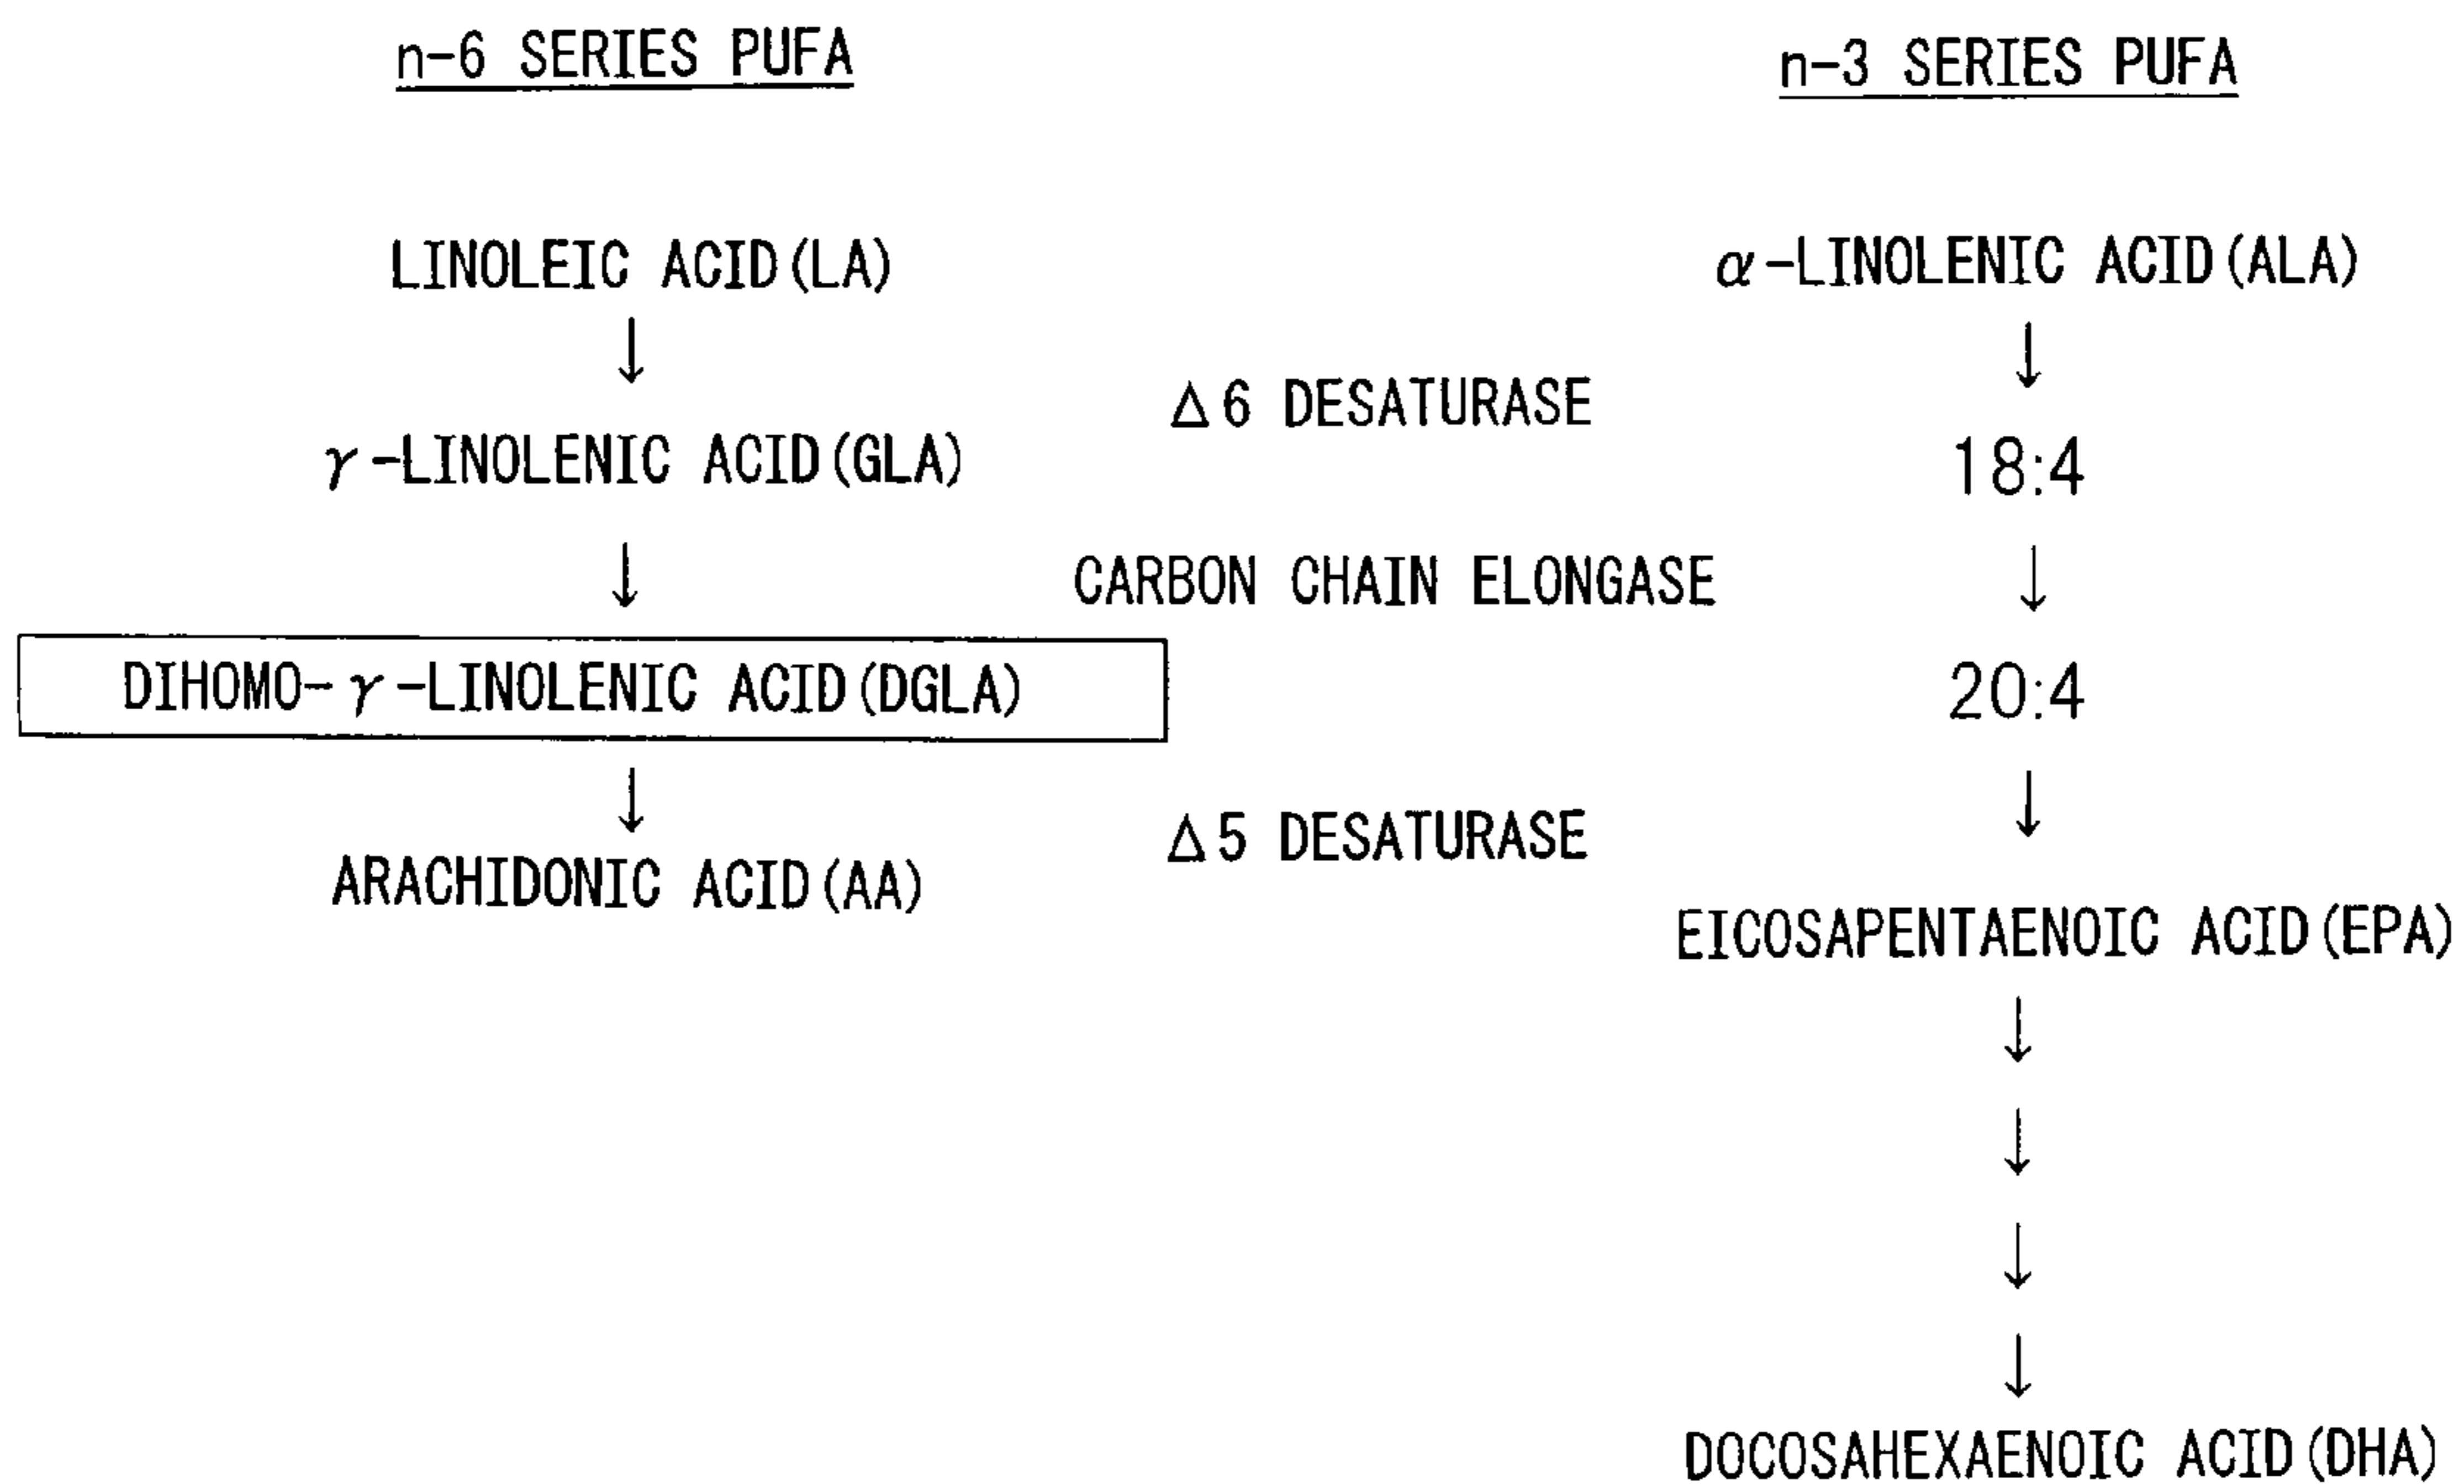 n-6 SERIES PUFA
n-3 SERIES PUFA
LINOLEIC ACID(LA)
α-LINOLENIC ACID(ALA)
↓
↓
Δ6 DESATURASE
γ-LINOLENIC ACID(GLA)
18:4
↓
CARBON CHAIN ELONGASE
↓
DIHOMO-γ-LINOLENIC ACID(DGLA)
20:4
↓
↓
Δ5 DESATURASE
ARACHIDONIC ACID(AA)
EICOSAPENTAENOIC ACID(EPA)
↓
↓
↓
↓
DOCOSAHEXAENOIC ACID(DHA)